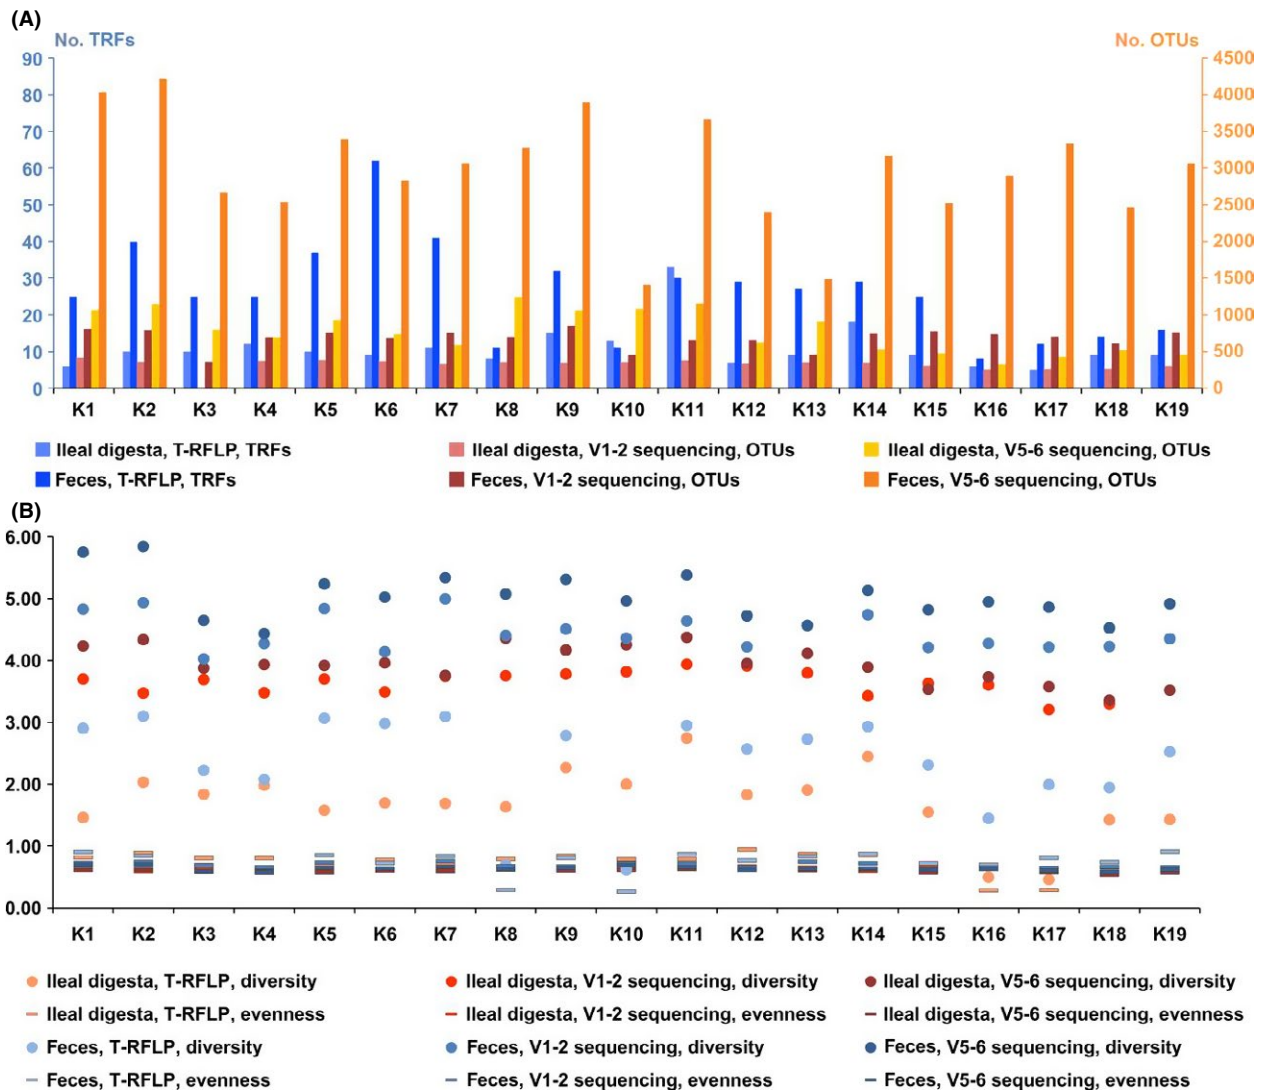 (A)
No. TRFs No. OTUs
90 4500
80 4000
70 3500
60 3000
50 2500
40 2000
30 1500
20 1000
10 500
0 0
K1 K2 K3 K4 K5 K6 K7 K8 K9 K10 K11 K12 K13 K14 K15 K16 K17 K18 K19
Ileal digesta, T-RFLP, TRFs Ileal digesta, V1-2 sequencing, OTUs Ileal digesta, V5-6 sequencing, OTUs
Feces, T-RFLP, TRFs Feces, V1-2 sequencing, OTUs Feces, V5-6 sequencing, OTUs
(B)
6.00
5.00
4.00
3.00
2.00
1.00
0.00
K1 K2 K3 K4 K5 K6 K7 K8 K9 K10 K11 K12 K13 K14 K15 K16 K17 K18 K19
Ileal digesta, T-RFLP, diversity Ileal digesta, V1-2 sequencing, diversity Ileal digesta, V5-6 sequencing, diversity
Ileal digesta, T-RFLP, evenness Ileal digesta, V1-2 sequencing, evenness Ileal digesta, V5-6 sequencing, evenness
Feces, T-RFLP, diversity Feces, V1-2 sequencing, diversity Feces, V5-6 sequencing, diversity
Feces, T-RFLP, evenness Feces, V1-2 sequencing, evenness Feces, V5-6 sequencing, evenness